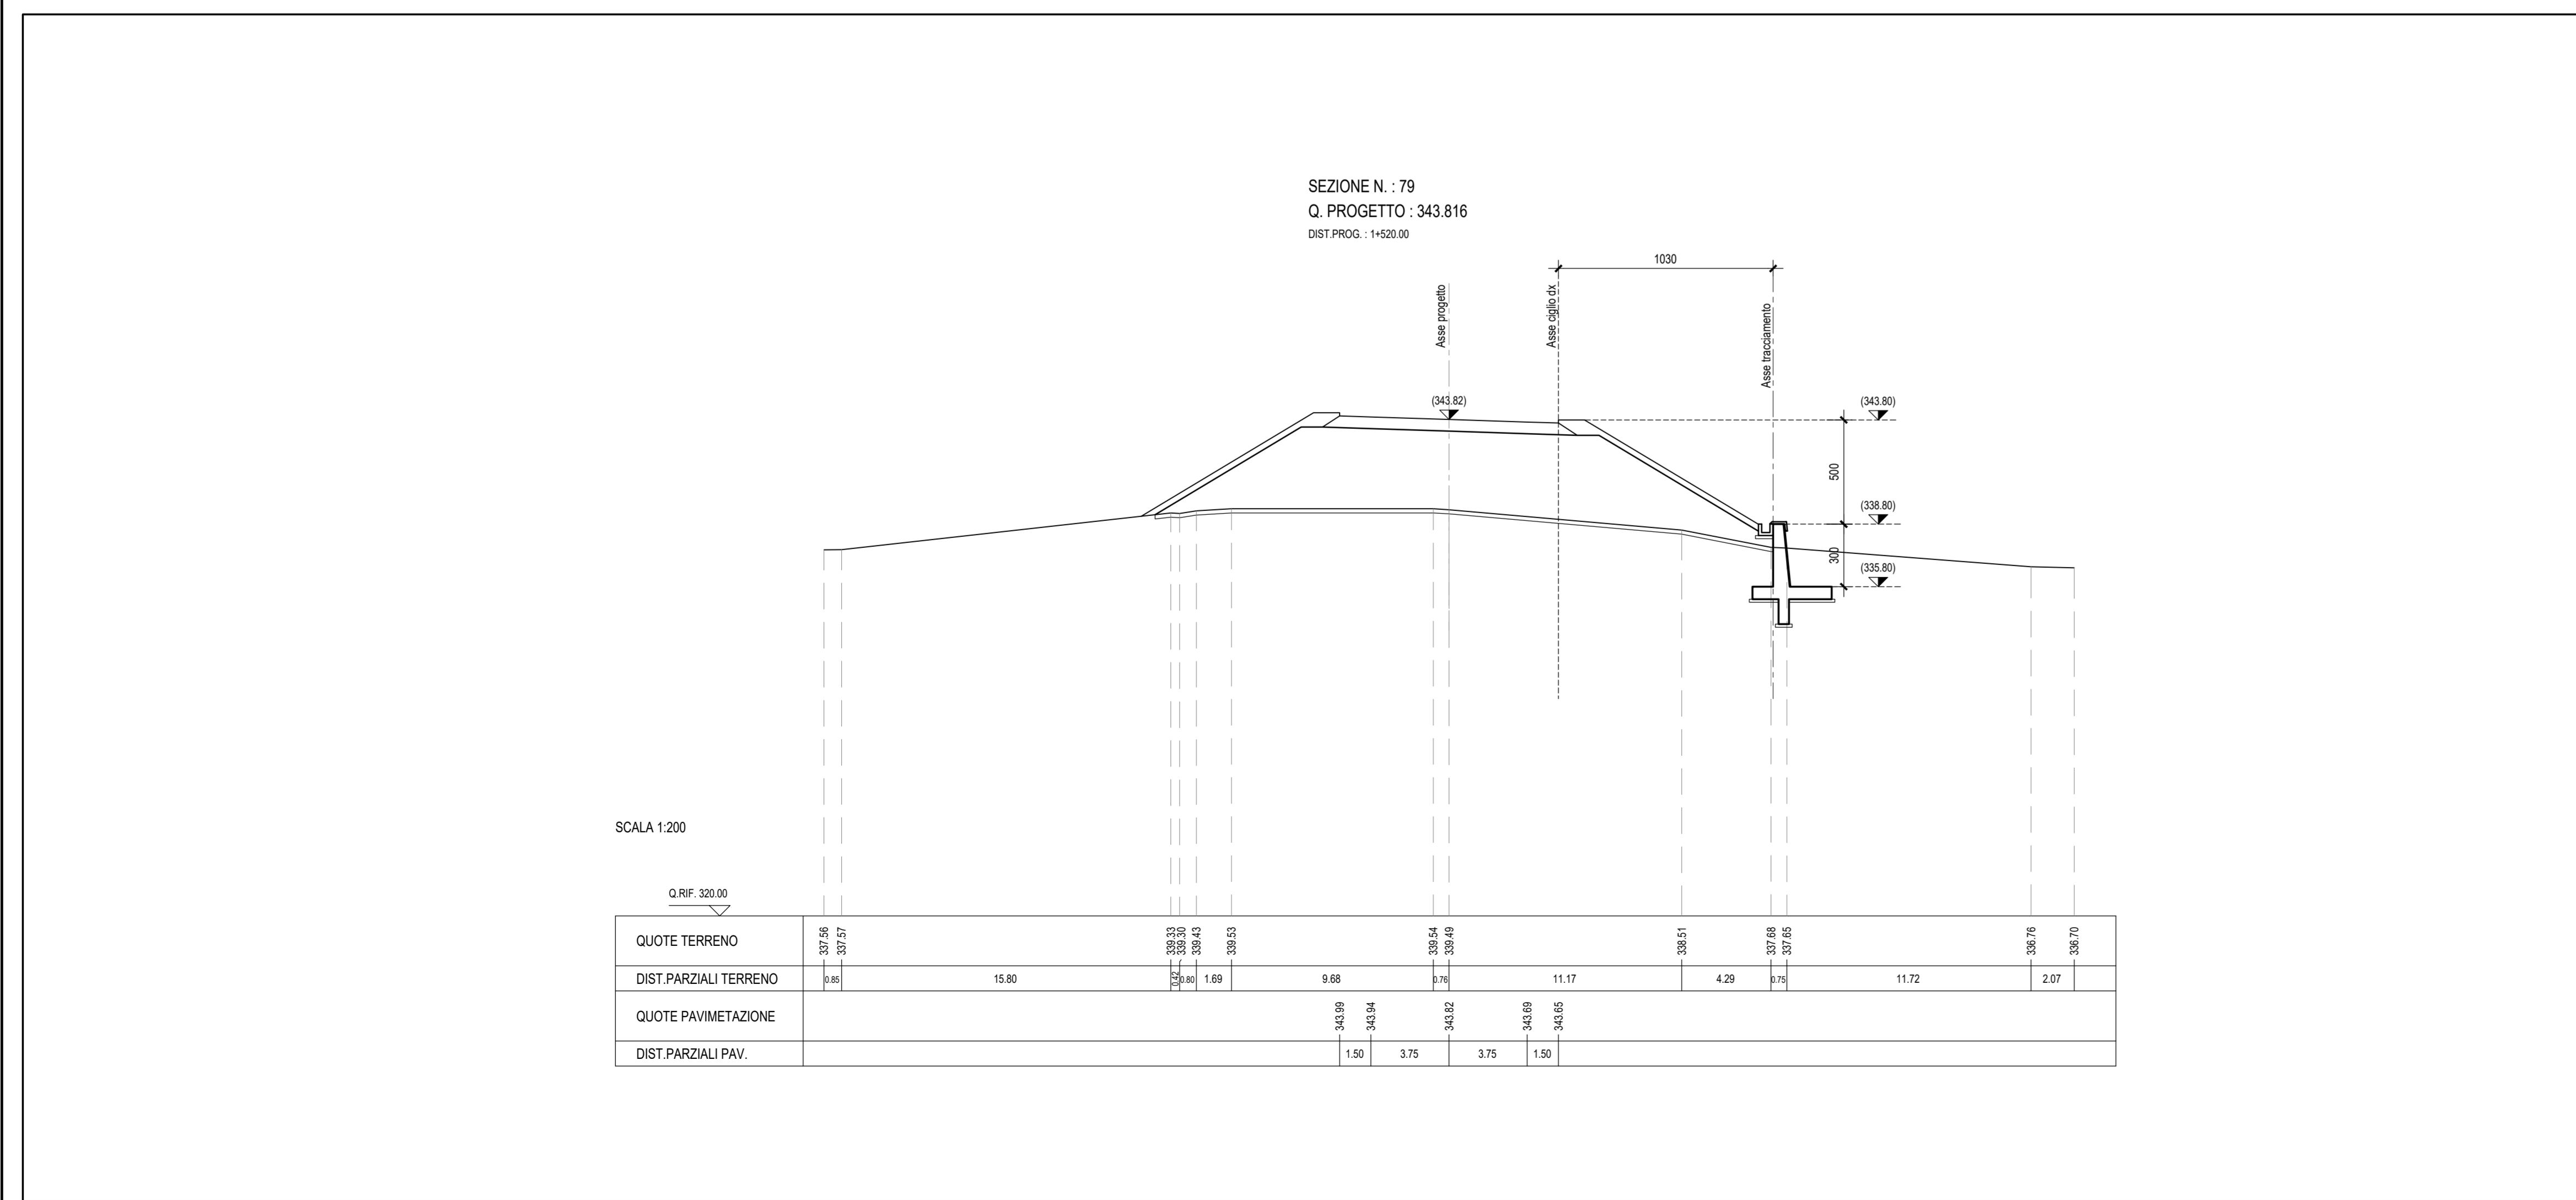 SEZIONE N. : 79
Q. PROGETTO : 343.816
DIST.PROG. : 1+520.00
1030
Asse progetto
Asse ciglio dx
Asse tracciamento
(343.82)
(343.80)
500
(338.80)
300
(335.80)
SCALA 1:200
Q.RIF. 320.00
QUOTE TERRENO 337.56 337.57 339.33 339.30 339.43 339.53 339.54 339.49 338.51 337.68 337.65 336.76 336.70
DIST.PARZIALI TERRENO 0.85 15.80 0.42 0.80 1.69 9.68 0.76 11.17 4.29 0.75 11.72 2.07
QUOTE PAVIMETAZIONE 343.99 343.94 343.82 343.69 343.65
DIST.PARZIALI PAV. 1.50 3.75 3.75 1.50